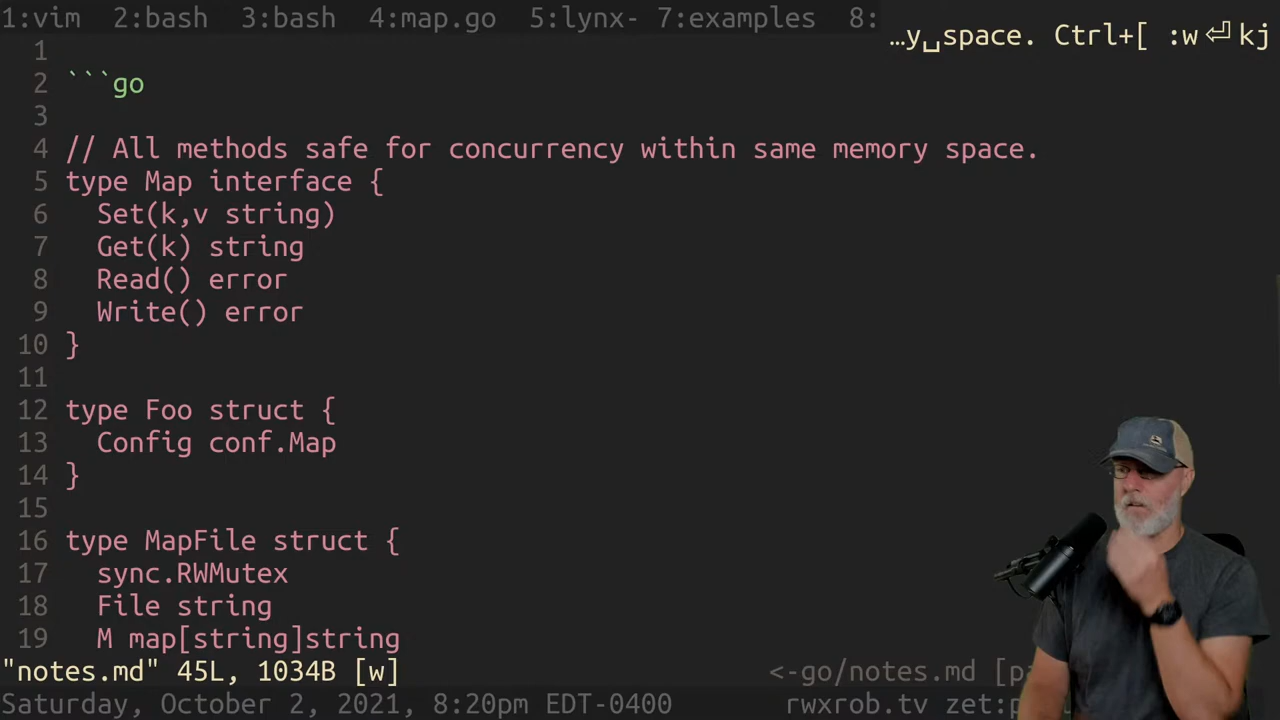 1:vim 2:bash 3:bash 4:map.go 5:lynx- 7:examples 8:
…y␣space. Ctrl+[ :w⏎kj
1
2 ```go
3
4 // All methods safe for concurrency within same memory space.
5 type Map interface {
6 Set(k,v string)
7 Get(k) string
8 Read() error
9 Write() error
10 }
11
12 type Foo struct {
13 Config conf.Map
14 }
15
16 type MapFile struct {
17 sync.RWMutex
18 File string
19 M map[string]string
"notes.md" 45L, 1034B [w] <-go/notes.md [pa
Saturday, October 2, 2021, 8:20pm EDT-0400 rwxrob.tv zet:p